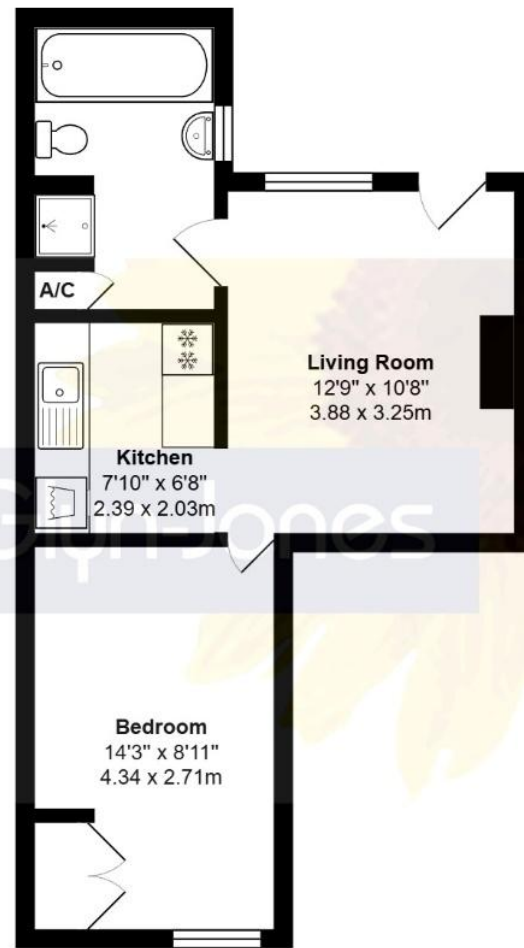 A/C
Living Room
12'9" x 10'8"
3.88 x 3.25m
Kitchen
7'10" x 6'8"
2.39 x 2.03m
Glyn-Jones
Bedroom
14'3" x 8'11"
4.34 x 2.71m